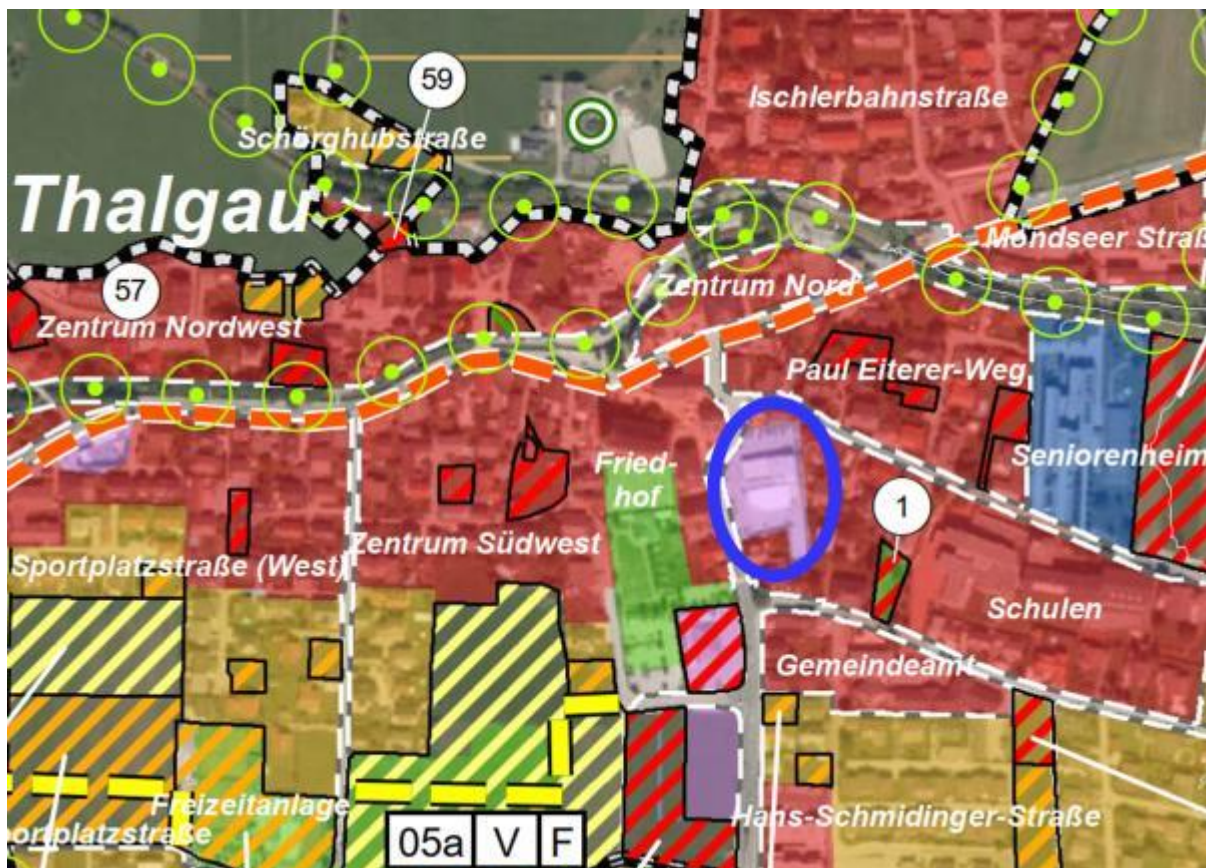 59
Ischlerbahnstraße
Schörghubstraße
Thalgau
Mondseer Straß
57
Zentrum Nord
Zentrum Nordwest
Paul Eiterer-Weg
Fried-
hof
Seniorenheim
1
Zentrum Südwest
Sportplatzstraße (West)
Schulen
Gemeindeamt
Freizeitanlage
portplatzstraße
Hans-Schmidinger-Straße
05a V F